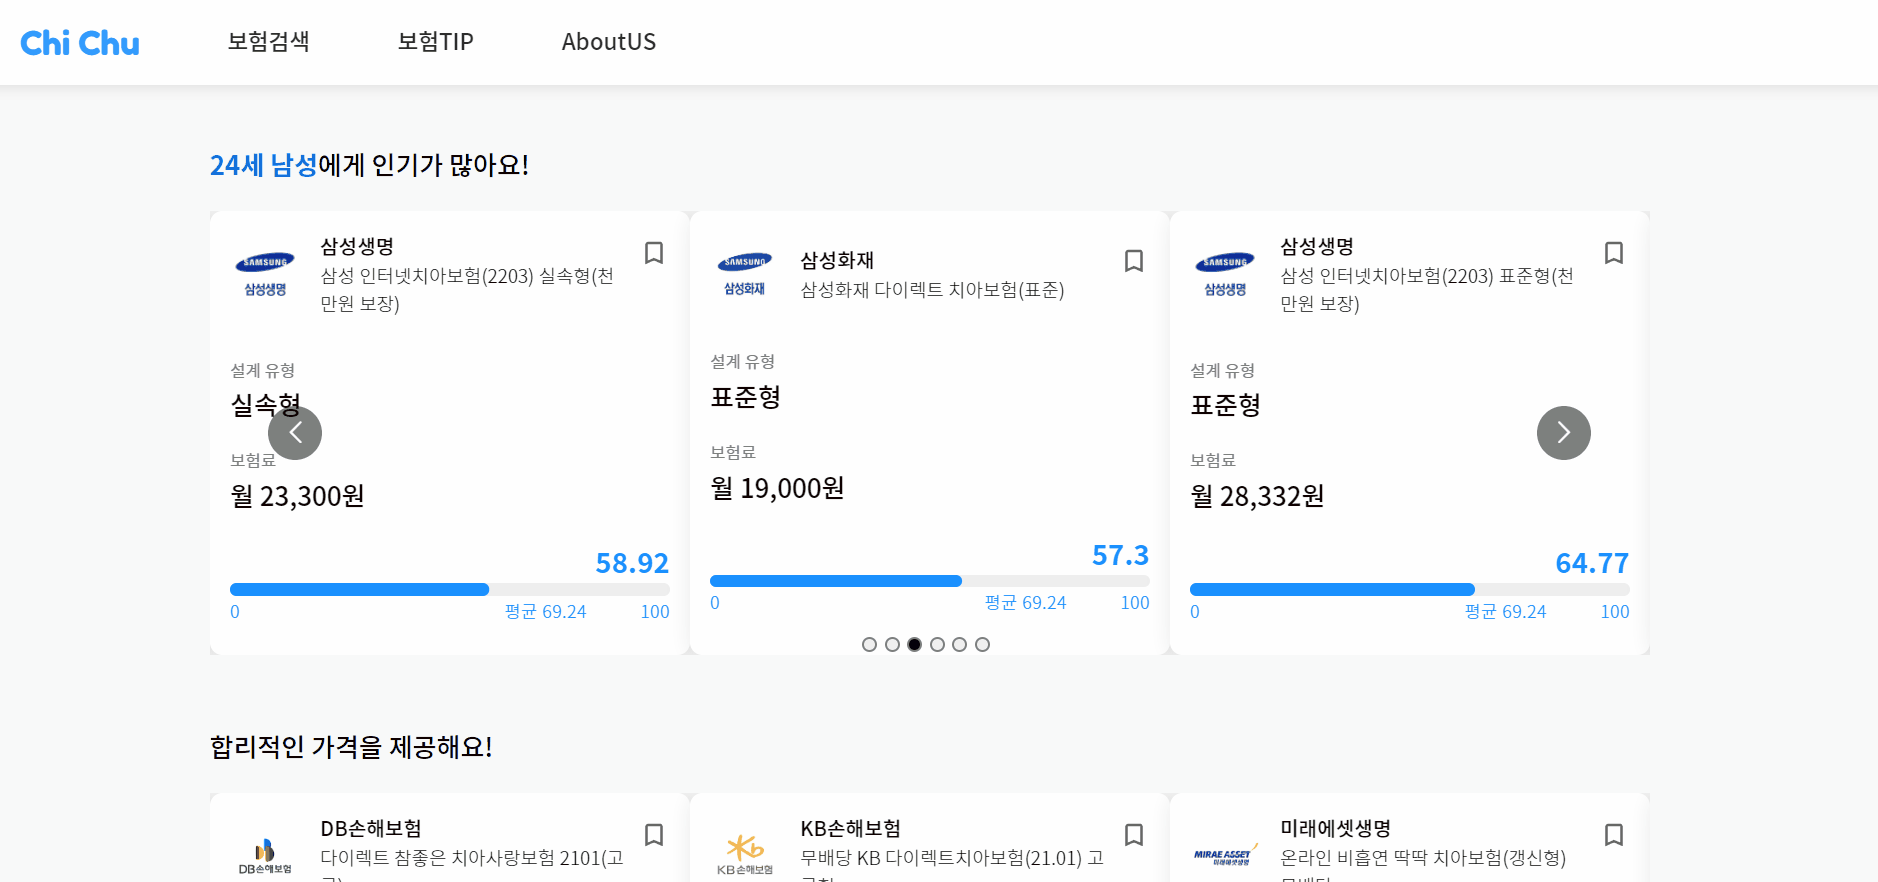 Chi Chu 보험검색 보험TIP AboutUS
24세 남성에게 인기가 많아요!
SAMSUNG
삼성생명
삼성생명
삼성 인터넷치아보험(2203) 실속형(천
만원 보장)
설계 유형
실속형
보험료
월 23,300원
58.92
0 평균 69.24 100
SAMSUNG
삼성화재
삼성화재
삼성화재 다이렉트 치아보험(표준)
설계 유형
표준형
보험료
월 19,000원
57.3
0 평균 69.24 100
SAMSUNG
삼성생명
삼성생명
삼성 인터넷치아보험(2203) 표준형(천
만원 보장)
설계 유형
표준형
보험료
월 28,332원
64.77
0 평균 69.24 100
합리적인 가격을 제공해요!
DB손해보험
DB손해보험
다이렉트 참좋은 치아사랑보험 2101(고
KB손해보험
KB손해보험
무배당 KB 다이렉트치아보험(21.01) 고
MIRAE ASSET
미래에셋생명
미래에셋생명
온라인 비흡연 딱딱 치아보험(갱신형)